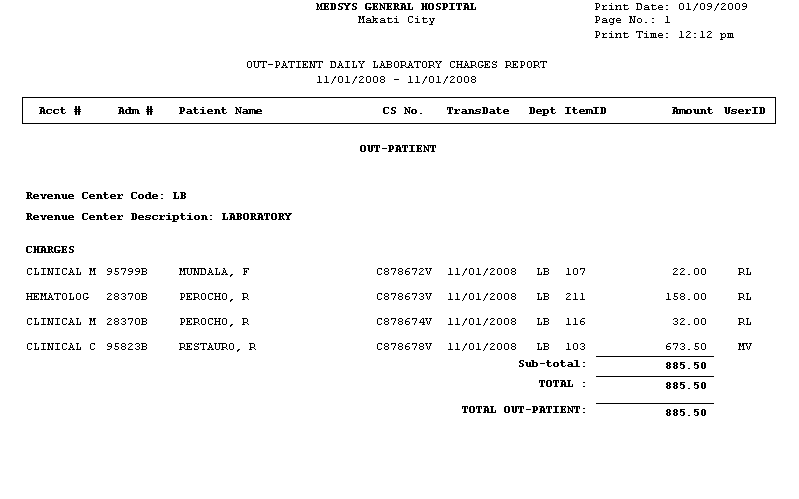 MEDSYS GENERAL HOSPITAL Print Date: 01/09/2009
Makati City Page No.: 1
Print Time: 12:12 pm
OUT-PATIENT DAILY LABORATORY CHARGES REPORT
11/01/2008 - 11/01/2008
Acct # Adm # Patient Name CS No. TransDate Dept ItemID Amount UserID
OUT-PATIENT
Revenue Center Code: LB
Revenue Center Description: LABORATORY
CHARGES
CLINICAL M 95799B MUNDALA, F C878672V 11/01/2008 LB 107 22.00 RL
HEMATOLOG 28370B PEROCHO, R C878673V 11/01/2008 LB 211 158.00 RL
CLINICAL M 28370B PEROCHO, R C878674V 11/01/2008 LB 116 32.00 RL
CLINICAL C 95823B RESTAURO, R C878678V 11/01/2008 LB 103 673.50 MV
Sub-total: 885.50
TOTAL : 885.50
TOTAL OUT-PATIENT: 885.50